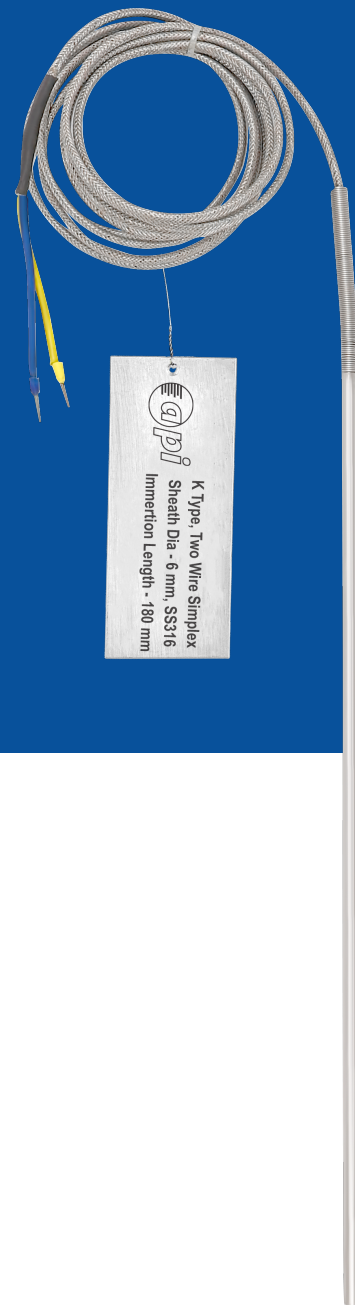 api
K Type, Two Wire Simplex
Sheath Dia - 6 mm, SS316
Immertion Length - 180 mm